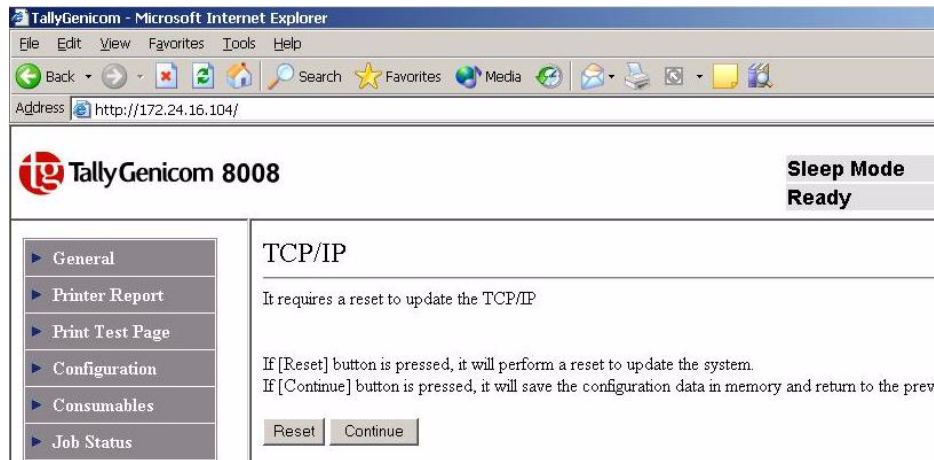 TallyGenicom - Microsoft Internet Explorer
File Edit View Favorites Tools Help
Back Search Favorites Media
Address http://172.24.16.104/
tg TallyGenicom 8008
Sleep Mode
Ready
General
Printer Report
Print Test Page
Configuration
Consumables
Job Status
TCP/IP
It requires a reset to update the TCP/IP
If [Reset] button is pressed, it will perform a reset to update the system.
If [Continue] button is pressed, it will save the configuration data in memory and return to the prev
Reset Continue